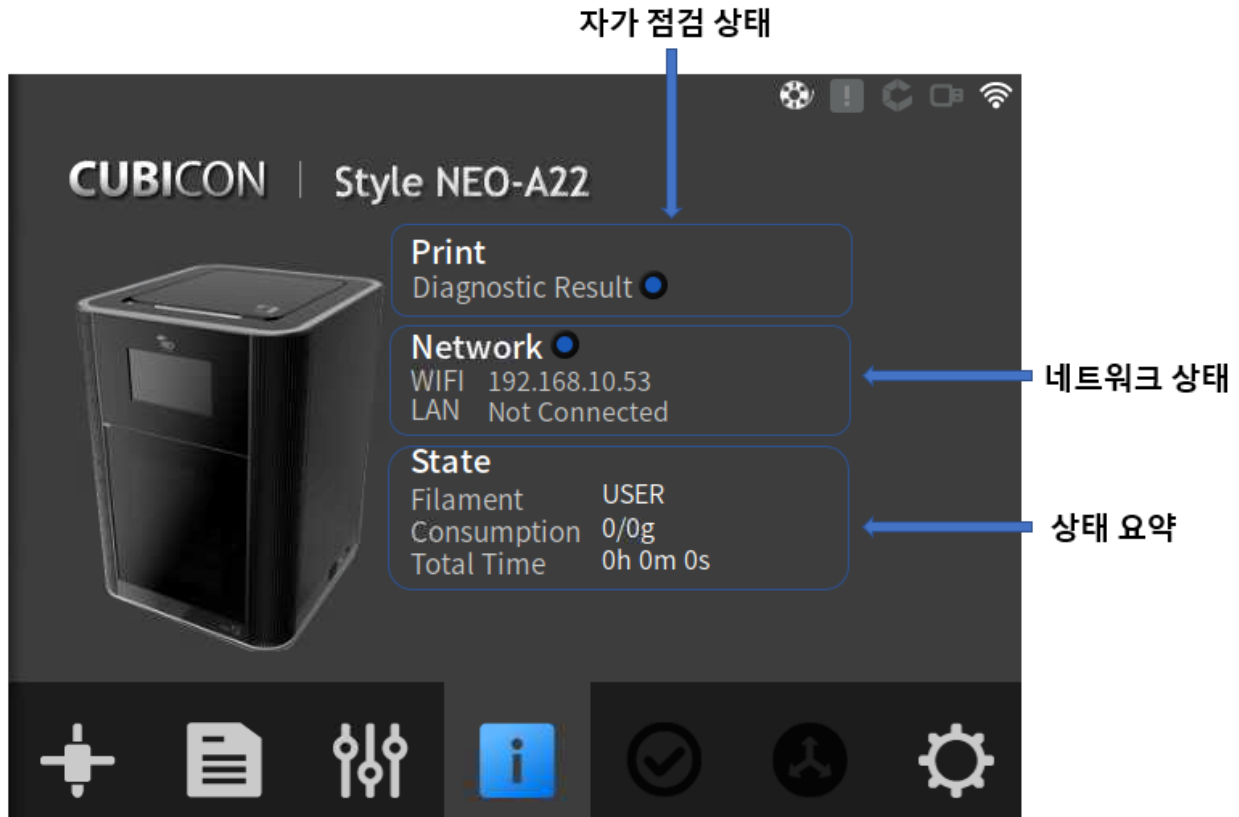 자가 점검 상태
CUBICON | Style NEO-A22
Print
Diagnostic Result
Network
WIFI 192.168.10.53
LAN Not Connected
네트워크 상태
State
Filament USER
Consumption 0/0g
Total Time 0h 0m 0s
상태 요약